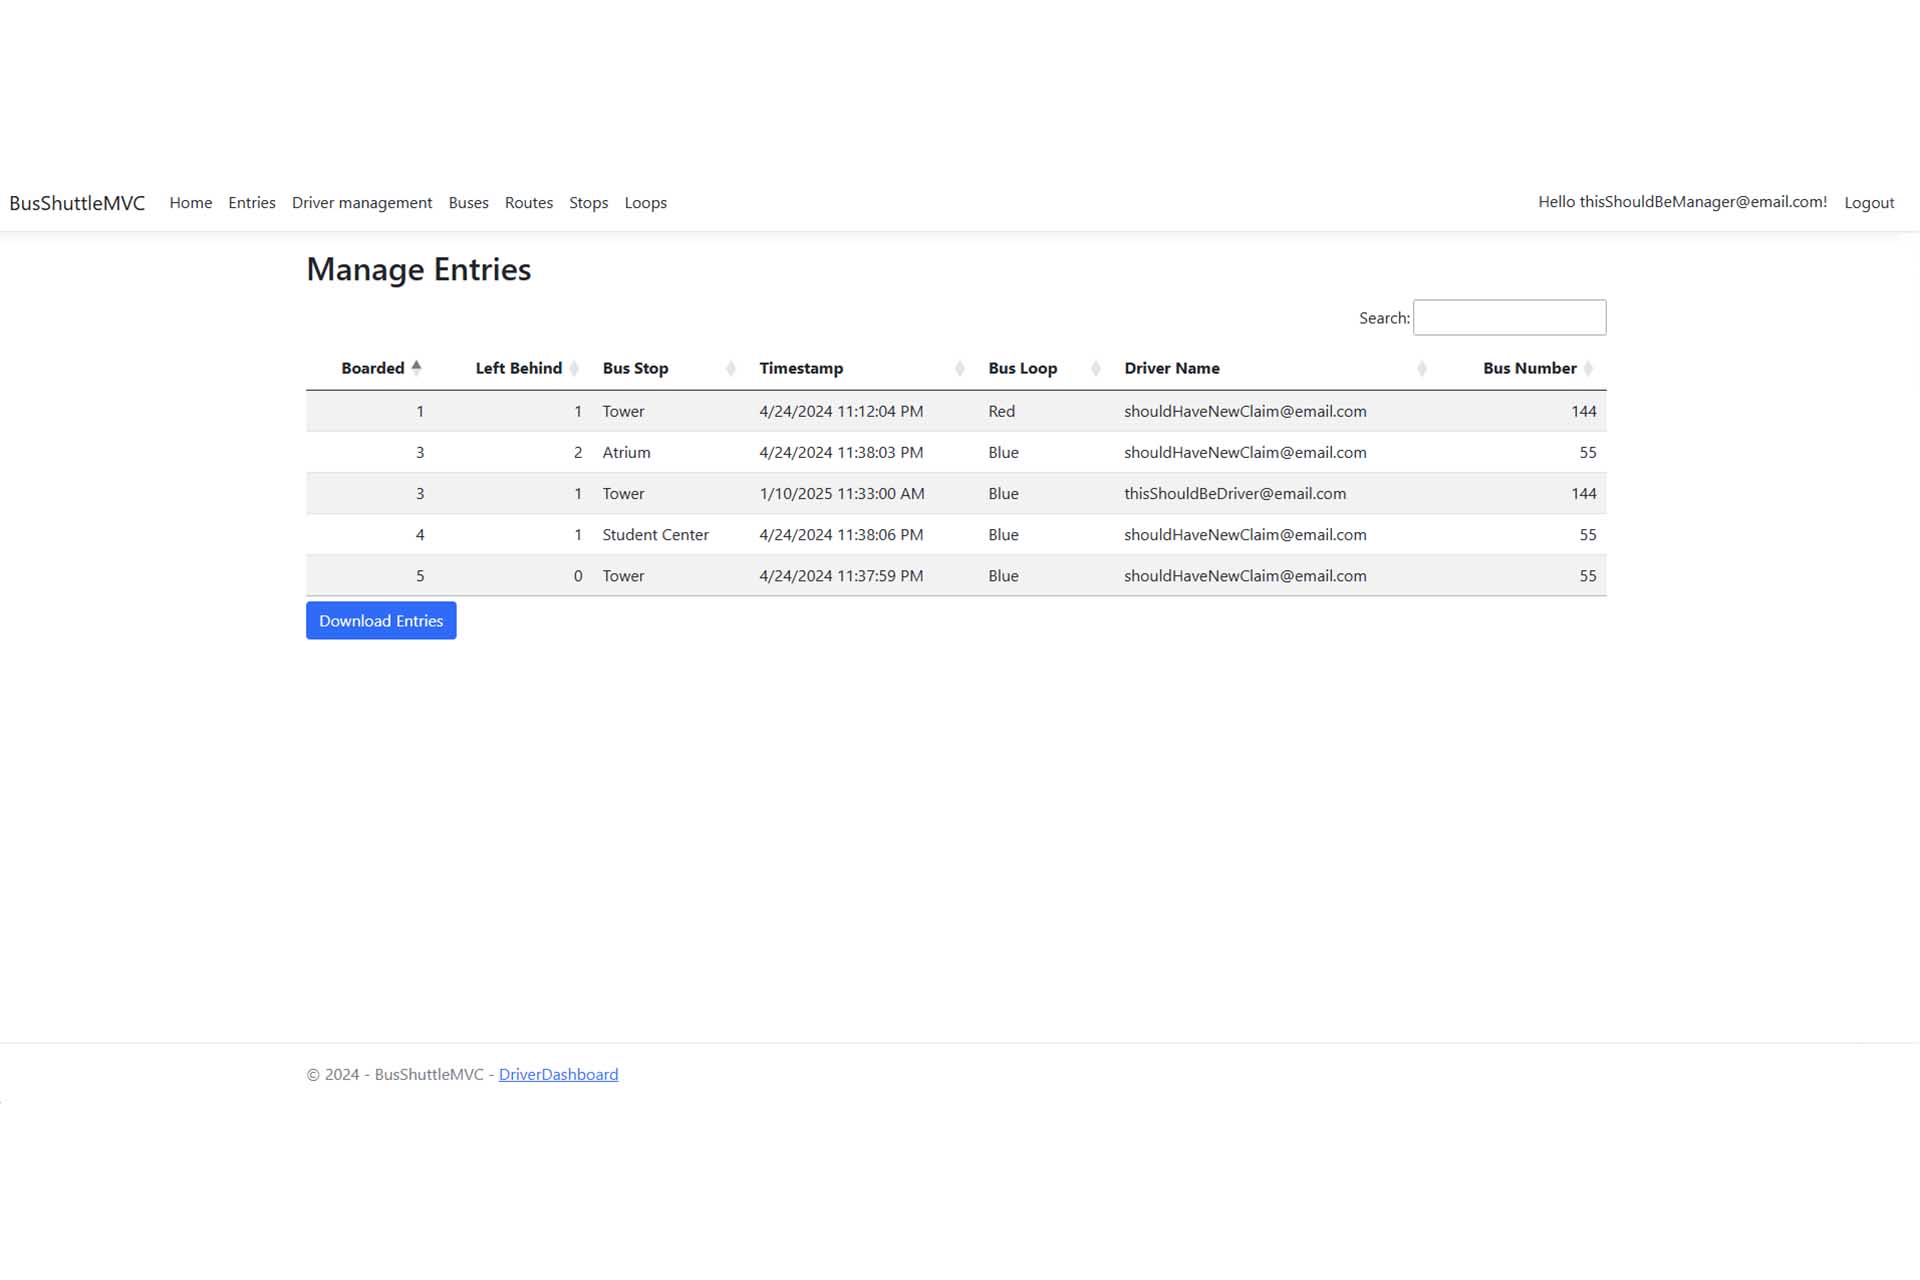 BusShuttleMVC Home Entries Driver management Buses Routes Stops Loops Hello thisShouldBeManager@email.com! Logout
Manage Entries
Search:
Boarded Left Behind Bus Stop Timestamp Bus Loop Driver Name Bus Number
1 1 Tower 4/24/2024 11:12:04 PM Red shouldHaveNewClaim@email.com 144
3 2 Atrium 4/24/2024 11:38:03 PM Blue shouldHaveNewClaim@email.com 55
3 1 Tower 1/10/2025 11:33:00 AM Blue thisShouldBeDriver@email.com 144
4 1 Student Center 4/24/2024 11:38:06 PM Blue shouldHaveNewClaim@email.com 55
5 0 Tower 4/24/2024 11:37:59 PM Blue shouldHaveNewClaim@email.com 55
Download Entries
© 2024 - BusShuttleMVC - DriverDashboard